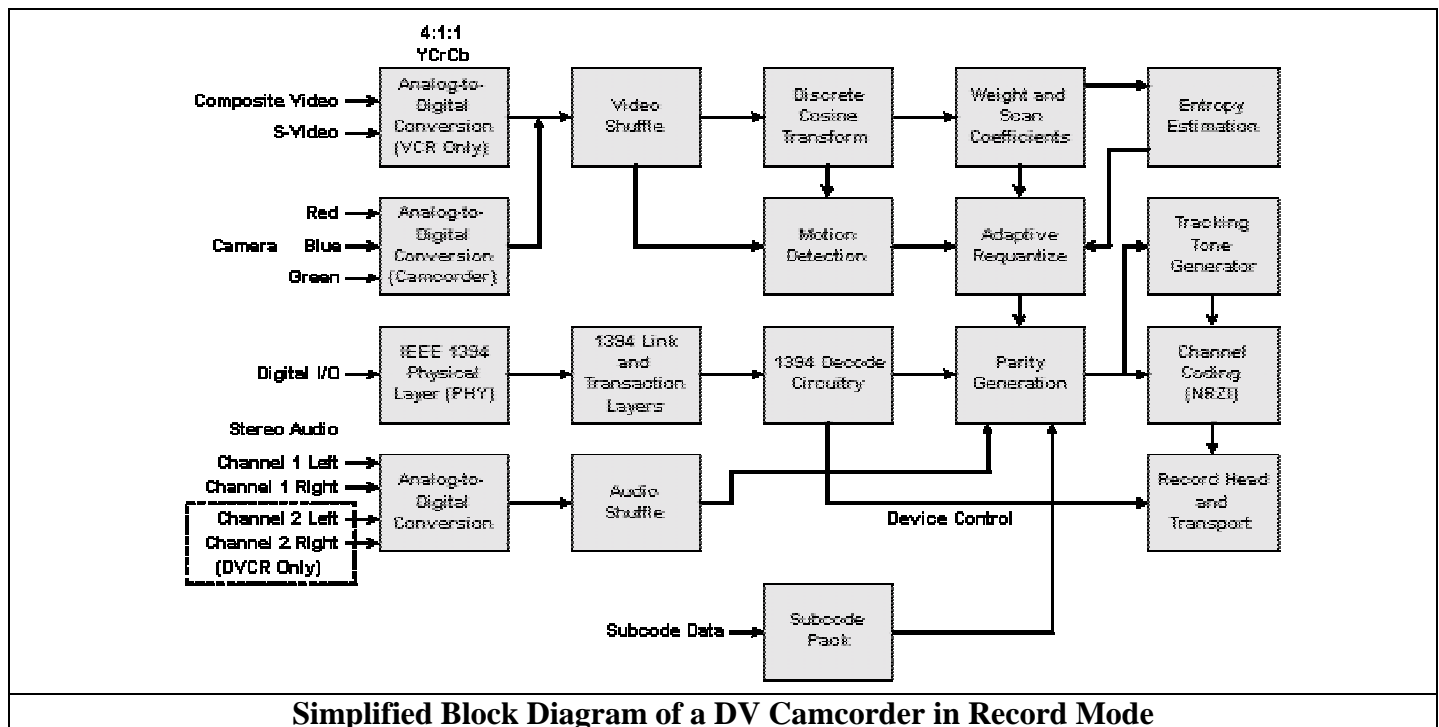 4:1:1
YCrCb
Composite Video
S-Video
Analog-to-
Digital
Conversion
(VCR Only)
Video
Shuffle
Discrete
Cosine
Transform
Weight and
Scan
Coefficients
Entropy
Estimation
Red
Camera Blue
Green
Analog-to-
Digital
Conversion
(Camcorder)
Motion
Detection
Adaptive
Requantize
Tracking
Tone
Generator
Digital I/O
IEEE 1394
Physical
Layer (PHY)
1394 Link
and
Transaction
Layers
1394 Decode
Circuitry
Parity
Generation
Channel
Coding
(NRZI)
Stereo Audio
Channel 1 Left
Channel 1 Right
Channel 2 Left
Channel 2 Right
(DVCR Only)
Analog-to-
Digital
Conversion
Audio
Shuffle
Device Control
Record Head
and
Transport
Subcode Data
Subcode
Pack
Simplified Block Diagram of a DV Camcorder in Record Mode